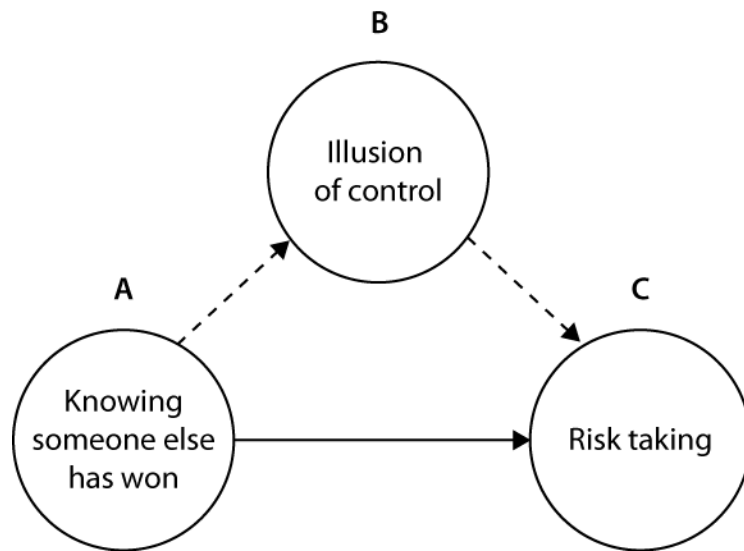 B
Illusion
of control
A
Knowing
someone else
has won
C
Risk taking